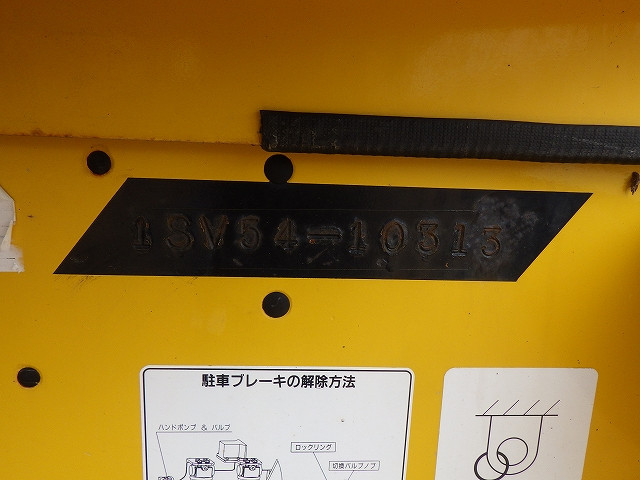 1SV54-10313
駐車ブレーキの解除方法
ハンドポンプ & バルブ
ロックリング
切換バルブノブ